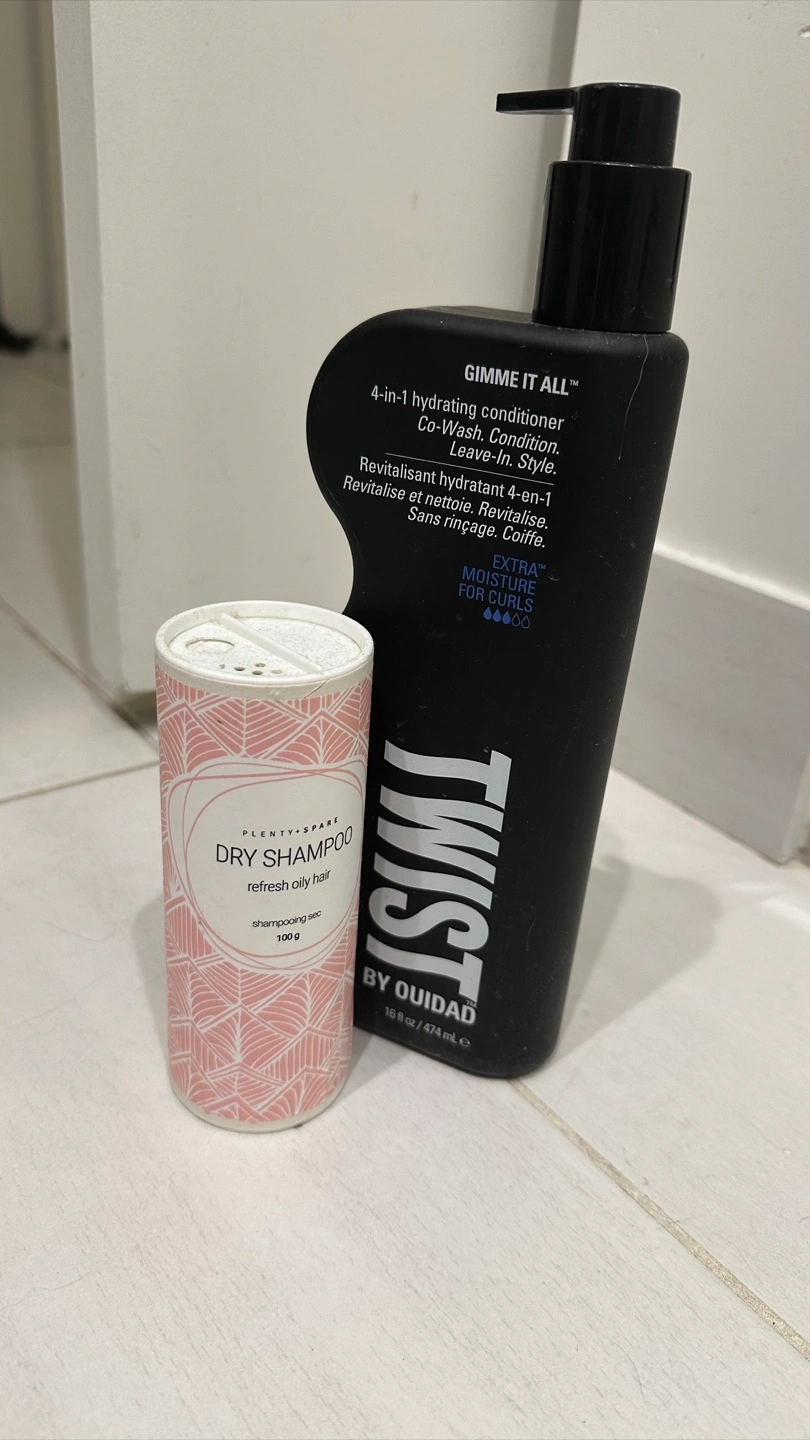 GIMME IT ALL™
4-in-1 hydrating conditioner
Co-Wash. Condition.
Leave-In. Style.
Revitalisant hydratant 4-en-1
Revitalise et nettoie. Revitalise.
Sans rinçage. Coiffe.
EXTRA™
MOISTURE
FOR CURLS
TWIST™
BY OUIDAD
16 fl oz / 474 mL ℮
PLENTY+SPARE
DRY SHAMPOO
refresh oily hair
shampooing sec
100 g